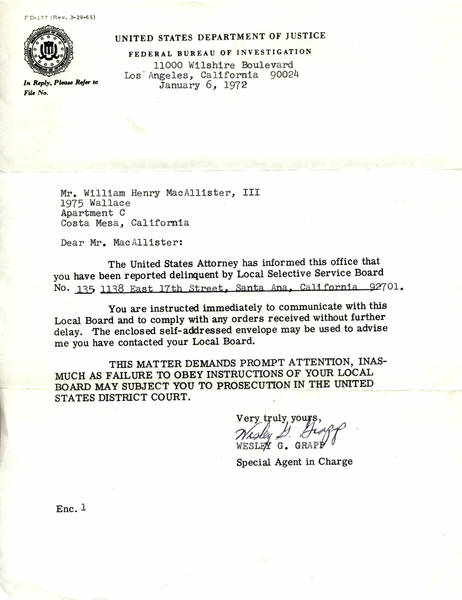 FD-177 (Rev. 3-29-65)
UNITED STATES DEPARTMENT OF JUSTICE
FEDERAL BUREAU OF INVESTIGATION
11000 Wilshire Boulevard
Los Angeles, California 90024
January 6, 1972
In Reply, Please Refer to
File No.
Mr. William Henry MacAllister, III
1975 Wallace
Apartment C
Costa Mesa, California
Dear Mr. MacAllister:
The United States Attorney has informed this office that
you have been reported delinquent by Local Selective Service Board
No. 135 1138 East 17th Street, Santa Ana, California 92701.
You are instructed immediately to communicate with this
Local Board and to comply with any orders received without further
delay. The enclosed self-addressed envelope may be used to advise
me you have contacted your Local Board.
THIS MATTER DEMANDS PROMPT ATTENTION, INAS-
MUCH AS FAILURE TO OBEY INSTRUCTIONS OF YOUR LOCAL
BOARD MAY SUBJECT YOU TO PROSECUTION IN THE UNITED
STATES DISTRICT COURT.
Very truly yours,
Wesley G. Grapp
WESLEY G. GRAPP
Special Agent in Charge
Enc. 1